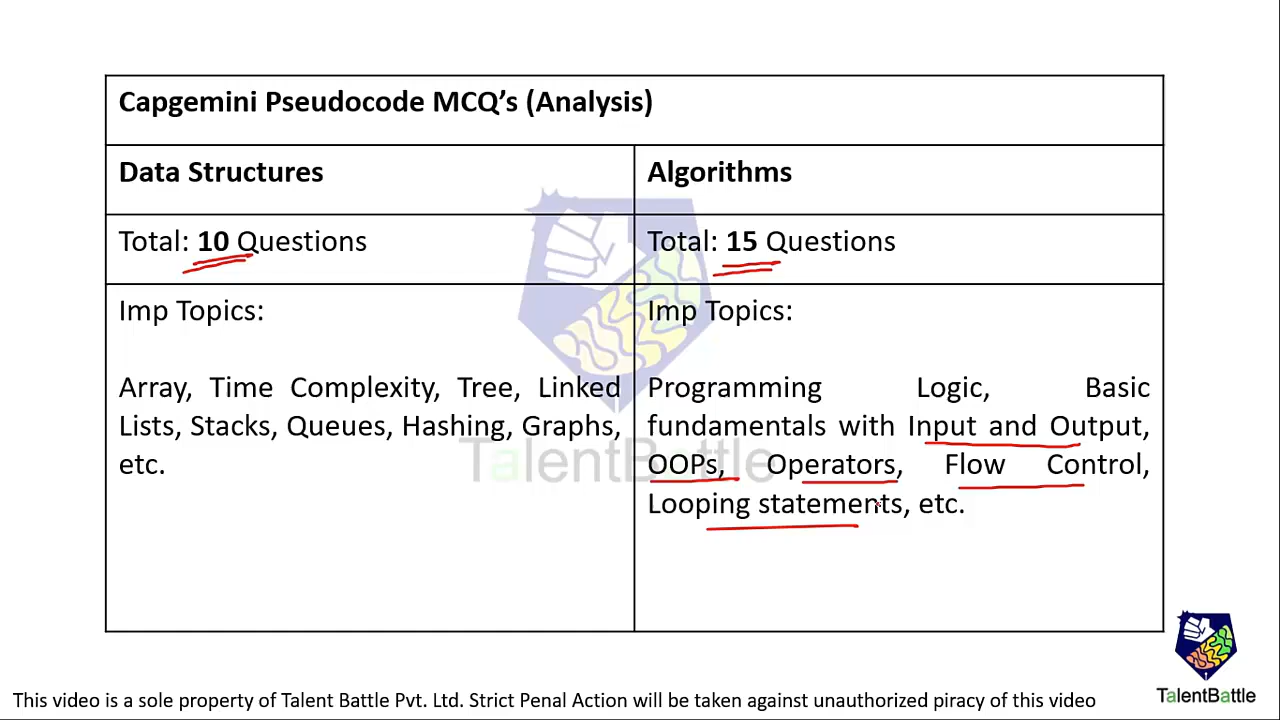 Capgemini Pseudocode MCQ’s (Analysis)
Data Structures
Algorithms
Total: 10 Questions
Total: 15 Questions
Imp Topics:
Array, Time Complexity, Tree, Linked
Lists, Stacks, Queues, Hashing, Graphs,
etc.
Imp Topics:
Programming Logic, Basic
fundamentals with Input and Output,
OOPs, Operators, Flow Control,
Looping statements, etc.
TalentBattle
TalentBattle
This video is a sole property of Talent Battle Pvt. Ltd. Strict Penal Action will be taken against unauthorized piracy of this video